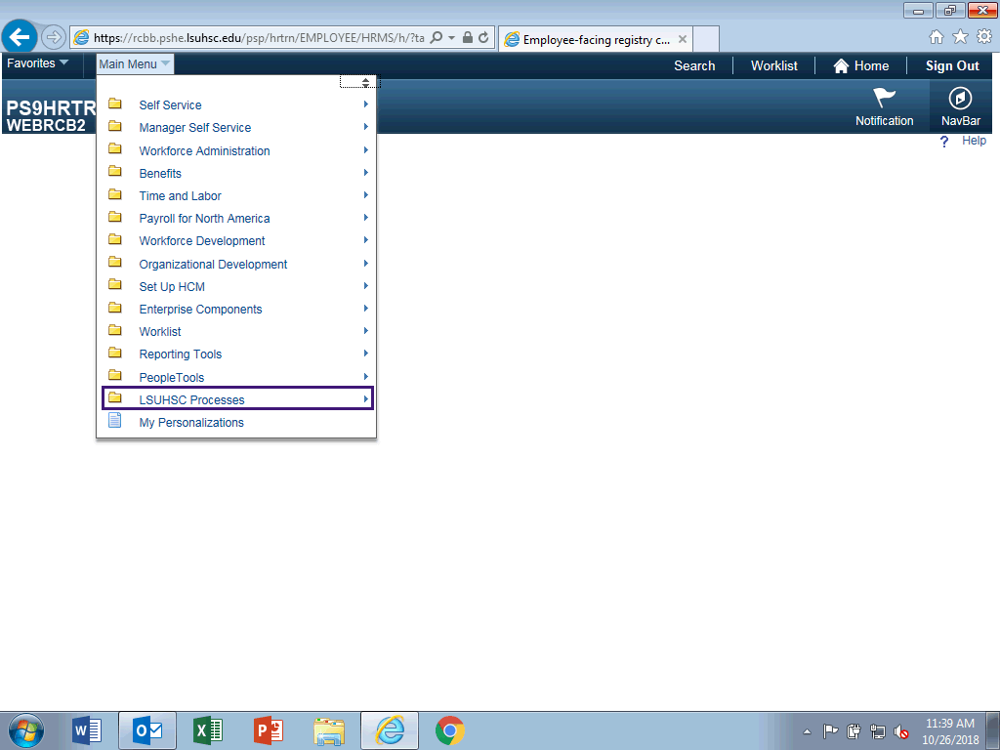 https://rcbb.pshe.lsuhsc.edu/psp/hrtrn/EMPLOYEE/HRMS/h/?ta
Employee-facing registry c...
Favorites
Main Menu
Search
Worklist
Home
Sign Out
PS9HRTR
WEBRCB2
Notification
NavBar
? Help
Self Service
Manager Self Service
Workforce Administration
Benefits
Time and Labor
Payroll for North America
Workforce Development
Organizational Development
Set Up HCM
Enterprise Components
Worklist
Reporting Tools
PeopleTools
LSUHSC Processes
My Personalizations
11:39 AM
10/26/2018